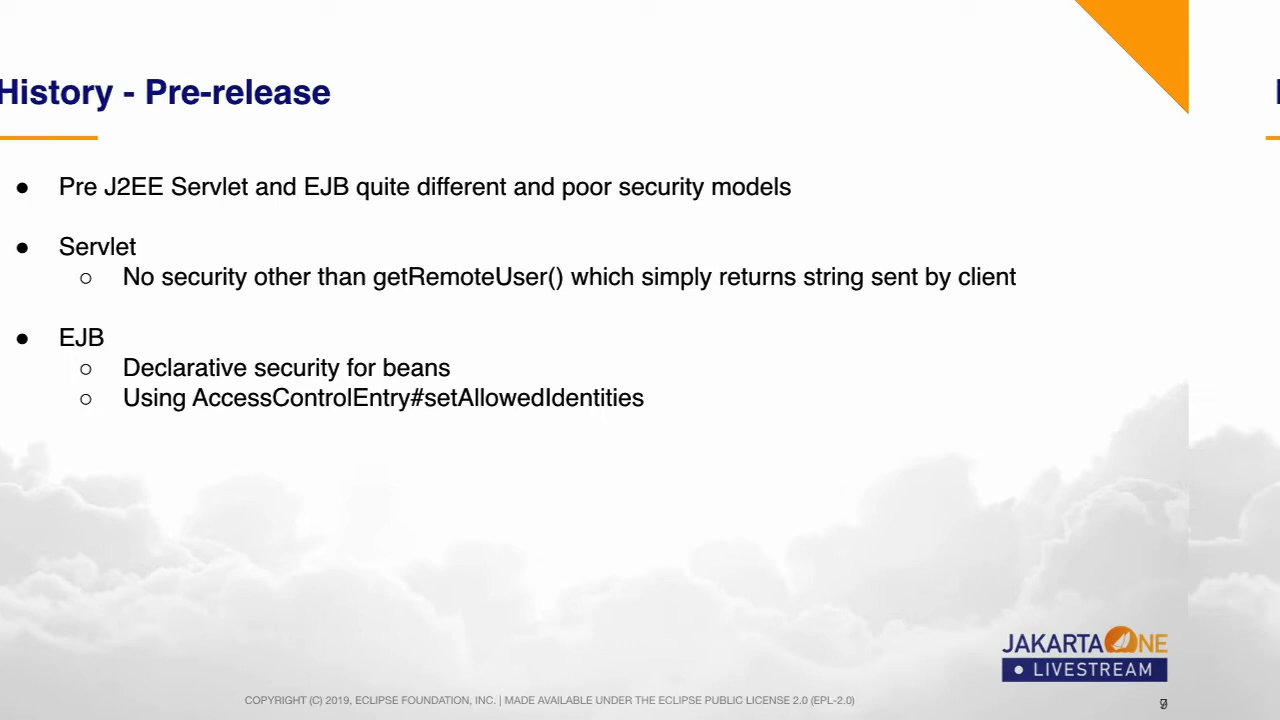 History - Pre-release
● Pre J2EE Servlet and EJB quite different and poor security models
● Servlet
○ No security other than getRemoteUser() which simply returns string sent by client
● EJB
○ Declarative security for beans
○ Using AccessControlEntry#setAllowedIdentities
JAKARTA ONE
LIVESTREAM
COPYRIGHT (C) 2019, ECLIPSE FOUNDATION, INC. | MADE AVAILABLE UNDER THE ECLIPSE PUBLIC LICENSE 2.0 (EPL-2.0)